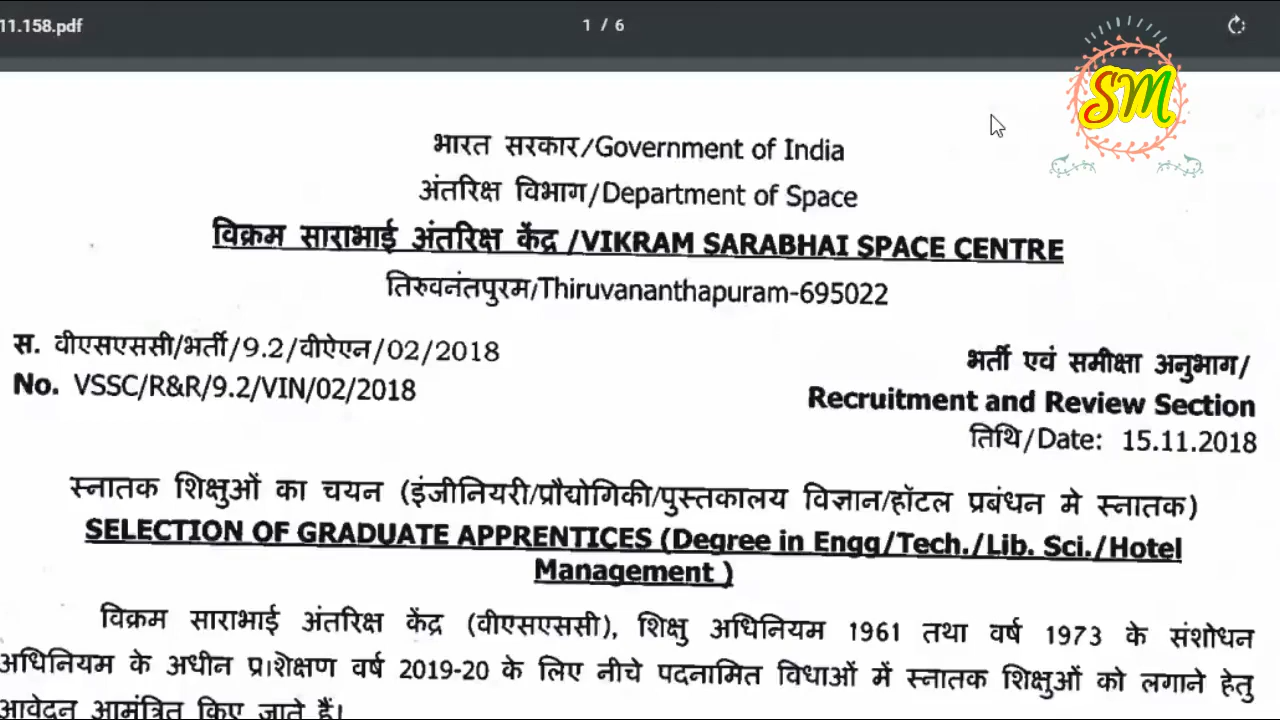 11.158.pdf
1 / 6
SM
भारत सरकार/Government of India
अंतरिक्ष विभाग/Department of Space
विक्रम साराभाई अंतरिक्ष केंद्र /VIKRAM SARABHAI SPACE CENTRE
तिरुवनंतपुरम/Thiruvananthapuram-695022
स. वीएसएससी/भर्ती/9.2/वीऐएन/02/2018
No. VSSC/R&R/9.2/VIN/02/2018
भर्ती एवं समीक्षा अनुभाग/
Recruitment and Review Section
तिथि/Date: 15.11.2018
स्नातक शिक्षुओं का चयन (इंजीनियरी/प्रौद्योगिकी/पुस्तकालय विज्ञान/हॉटल प्रबंधन मे स्नातक)
SELECTION OF GRADUATE APPRENTICES (Degree in Engg/Tech./Lib. Sci./Hotel
Management )
विक्रम साराभाई अंतरिक्ष केंद्र (वीएसएससी), शिक्षु अधिनियम 1961 तथा वर्ष 1973 के संशोधन
अधिनियम के अधीन प्रशिक्षण वर्ष 2019-20 के लिए नीचे पदनामित विधाओं में स्नातक शिक्षुओं को लगाने हेतु
आवेदन आमंत्रित किए जाते हैं।